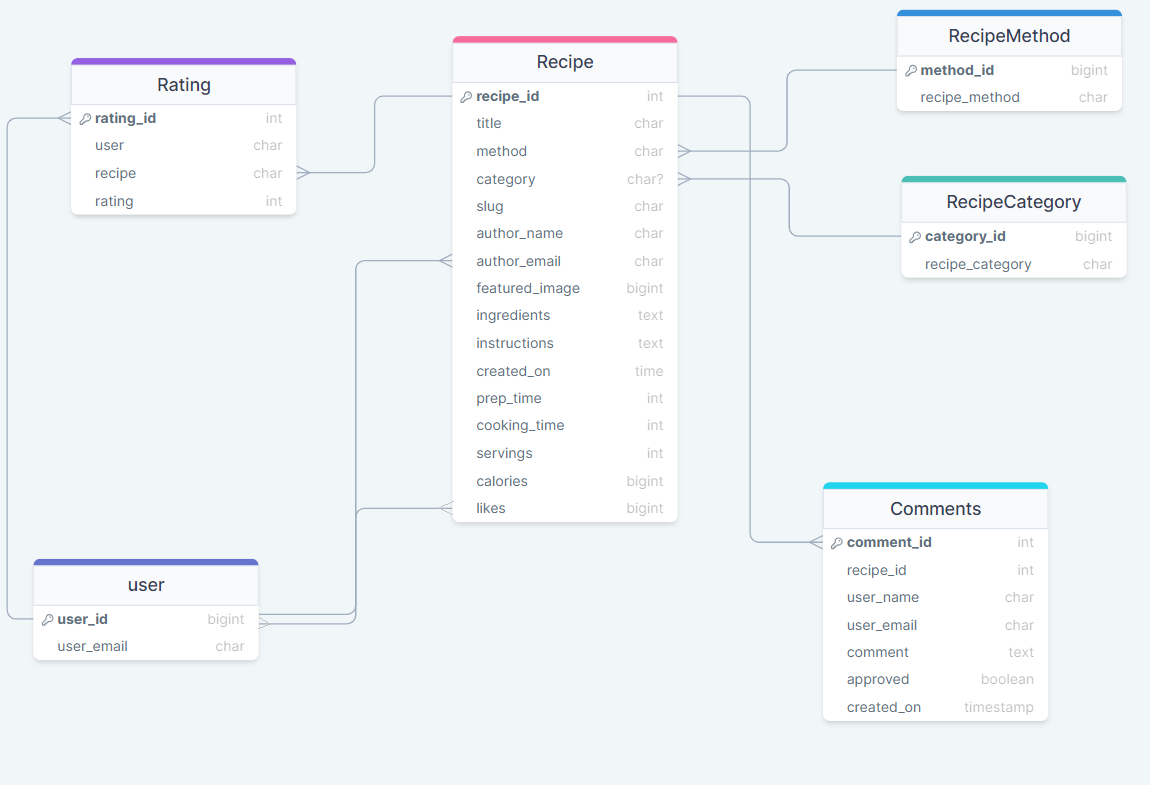 Rating
rating_id int
user char
recipe char
rating int
Recipe
recipe_id int
title char
method char
category char?
slug char
author_name char
author_email char
featured_image bigint
ingredients text
instructions text
created_on time
prep_time int
cooking_time int
servings int
calories bigint
likes bigint
RecipeMethod
method_id bigint
recipe_method char
RecipeCategory
category_id bigint
recipe_category char
user
user_id bigint
user_email char
Comments
comment_id int
recipe_id int
user_name char
user_email char
comment text
approved boolean
created_on timestamp